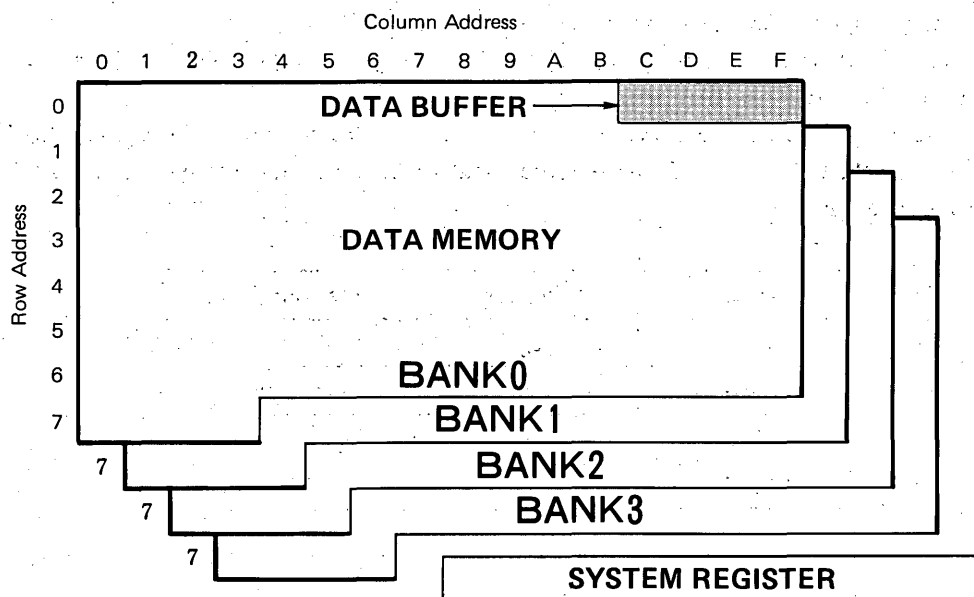 Column Address
0 1 2 3 4 5 6 7 8 9 A B C D E F
0 DATA BUFFER
1
2
Row Address
3 DATA MEMORY
4
5
6 BANK0
7 BANK1
7 BANK2
7 BANK3
7
SYSTEM REGISTER